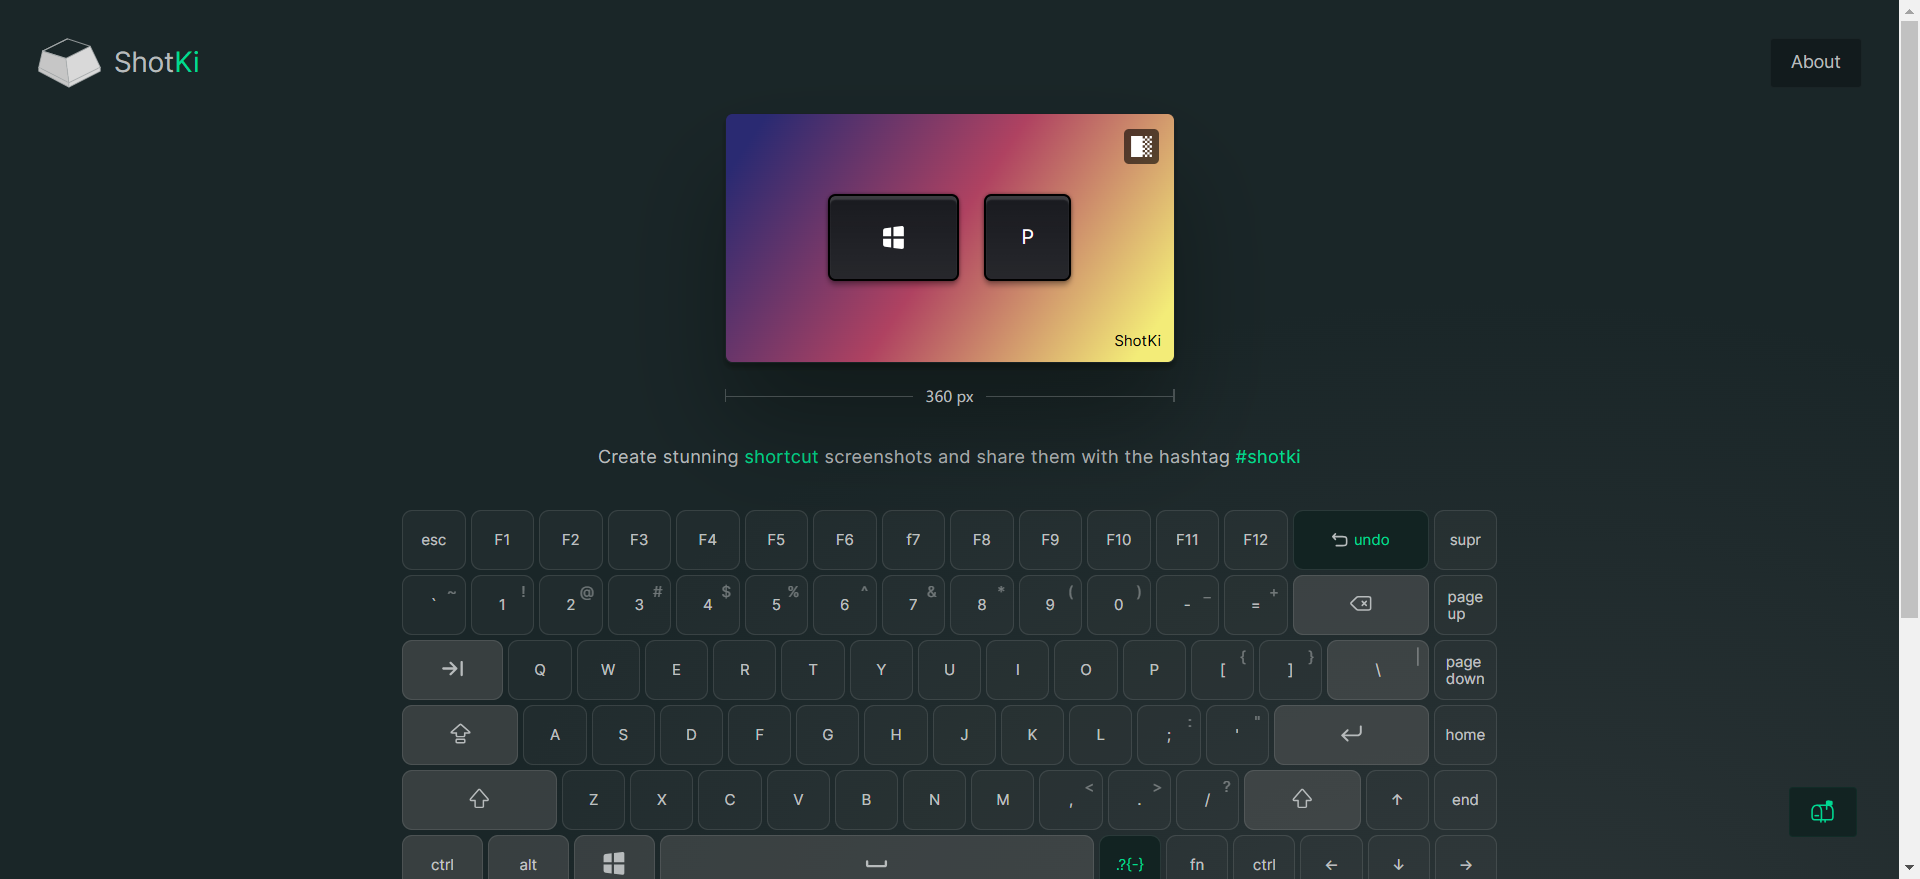 ShotKi
About
P
ShotKi
360 px
Create stunning shortcut screenshots and share them with the hashtag #shotki
esc F1 F2 F3 F4 F5 F6 f7 F8 F9 F10 F11 F12 undo supr
` ~ 1 ! 2 @ 3 # 4 $ 5 % 6 ^ 7 & 8 * 9 ( 0 ) - _ = + page up
Q W E R T Y U I O P [ { ] } \ | page down
A S D F G H J K L ; : ' " home
Z X C V B N M , < . > / ? ↑ end
ctrl alt .?{-} fn ctrl ← ↓ →